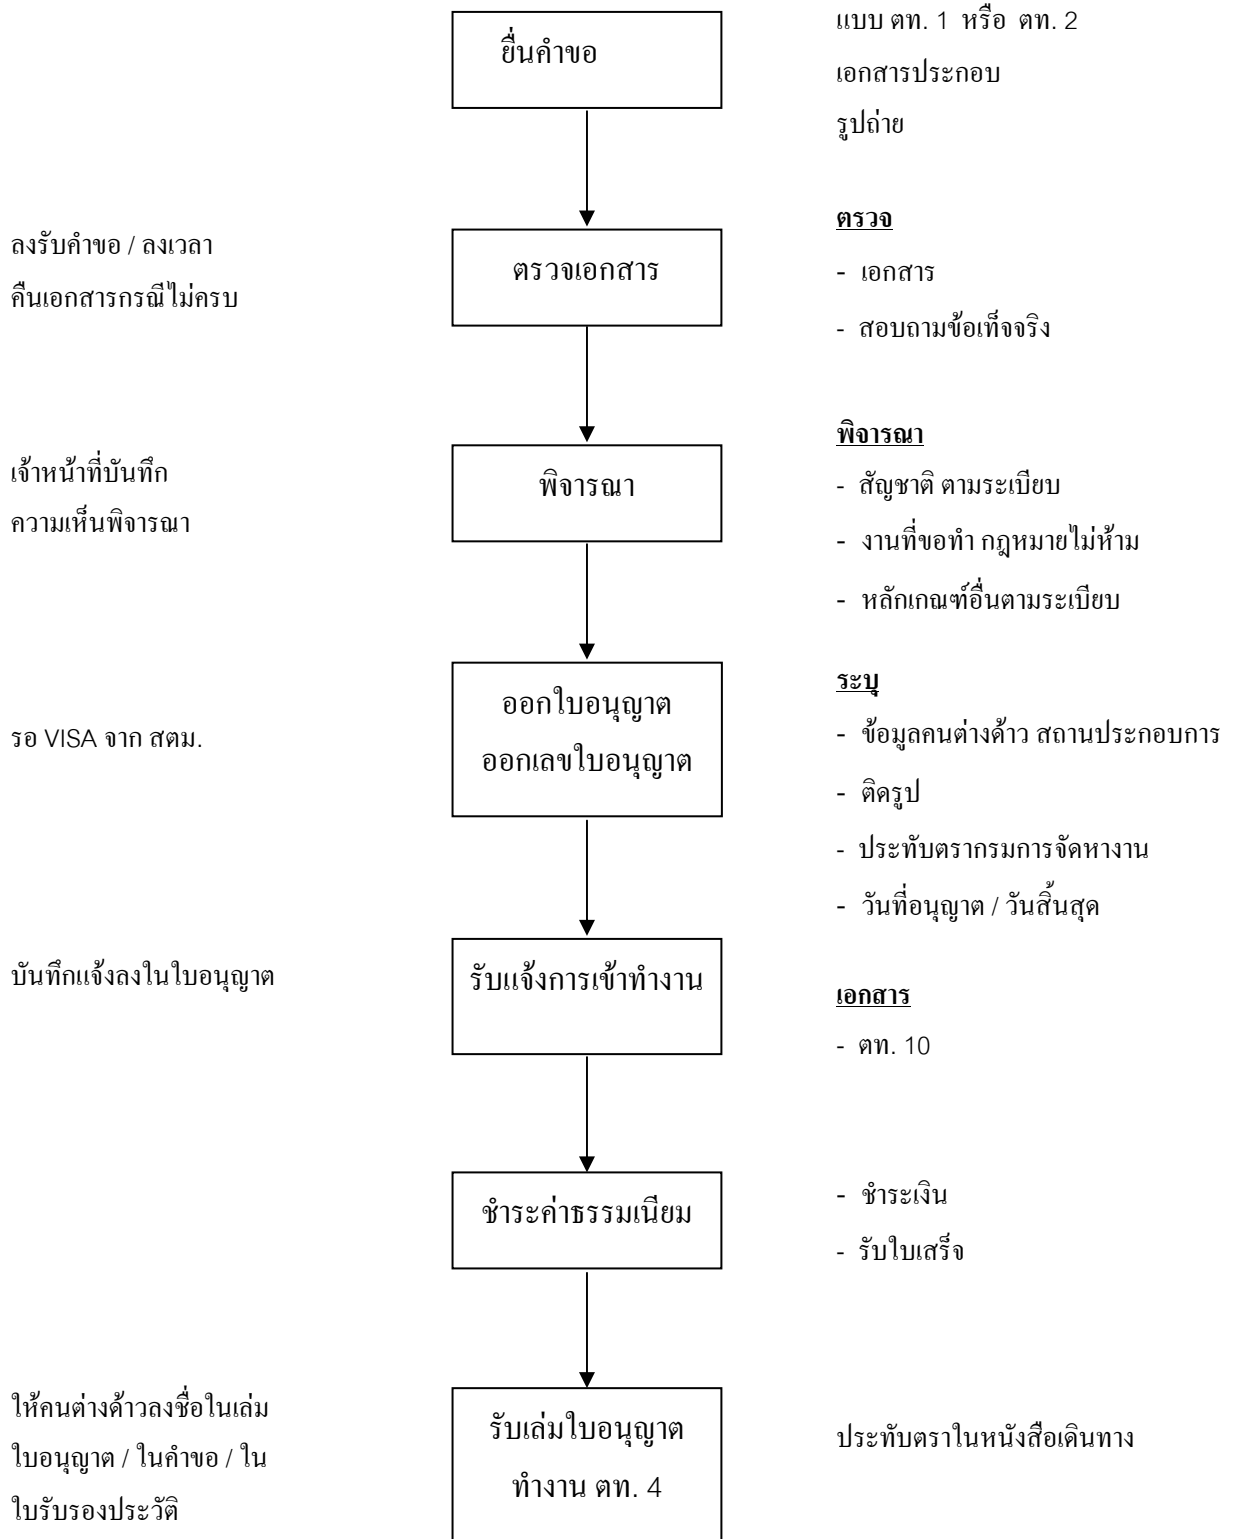 ยื่นคำขอ
แบบ ตท. 1 หรือ ตท. 2
เอกสารประกอบ
รูปถ่าย
ลงรับคำขอ / ลงเวลา
คืนเอกสารกรณีไม่ครบ
ตรวจเอกสาร
ตรวจ
- เอกสาร
- สอบถามข้อเท็จจริง
เจ้าหน้าที่บันทึก
ความเห็นพิจารณา
พิจารณา
พิจารณา
- สัญชาติ ตามระเบียบ
- งานที่ขอทำ กฎหมายไม่ห้าม
- หลักเกณฑ์อื่นตามระเบียบ
รอ VISA จาก สตม.
ออกใบอนุญาต
ออกเลขใบอนุญาต
ระบุ
- ข้อมูลคนต่างด้าว สถานประกอบการ
- ติดรูป
- ประทับตรากรมการจัดหางาน
- วันที่อนุญาต / วันสิ้นสุด
บันทึกแจ้งลงในใบอนุญาต
รับแจ้งการเข้าทำงาน
เอกสาร
- ตท. 10
ชำระค่าธรรมเนียม
- ชำระเงิน
- รับใบเสร็จ
ให้คนต่างด้าวลงชื่อในเล่ม
ใบอนุญาต / ในคำขอ / ใน
ใบรับรองประวัติ
รับเล่มใบอนุญาต
ทำงาน ตท. 4
ประทับตราในหนังสือเดินทาง